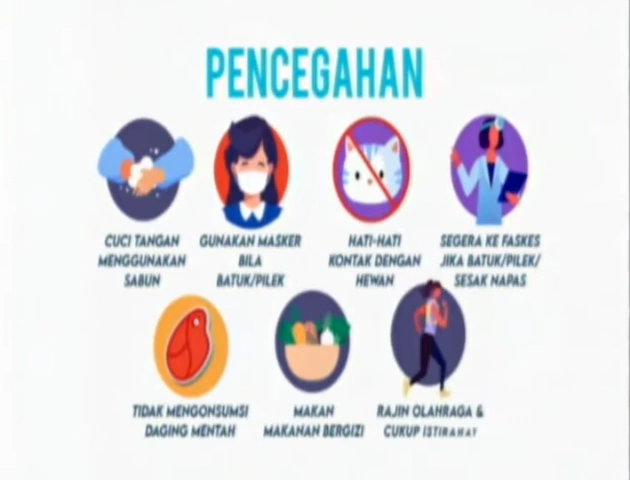 PENCEGAHAN
CUCI TANGAN
MENGGUNAKAN
SABUN
GUNAKAN MASKER
BILA
BATUK/PILEK
HATI-HATI
KONTAK DENGAN
HEWAN
SEGERA KE FASKES
JIKA BATUK/PILEK/
SESAK NAPAS
TIDAK MENGONSUMSI
DAGING MENTAH
MAKAN
MAKANAN BERGIZI
RAJIN OLAHRAGA &
CUKUP ISTIRAHAT